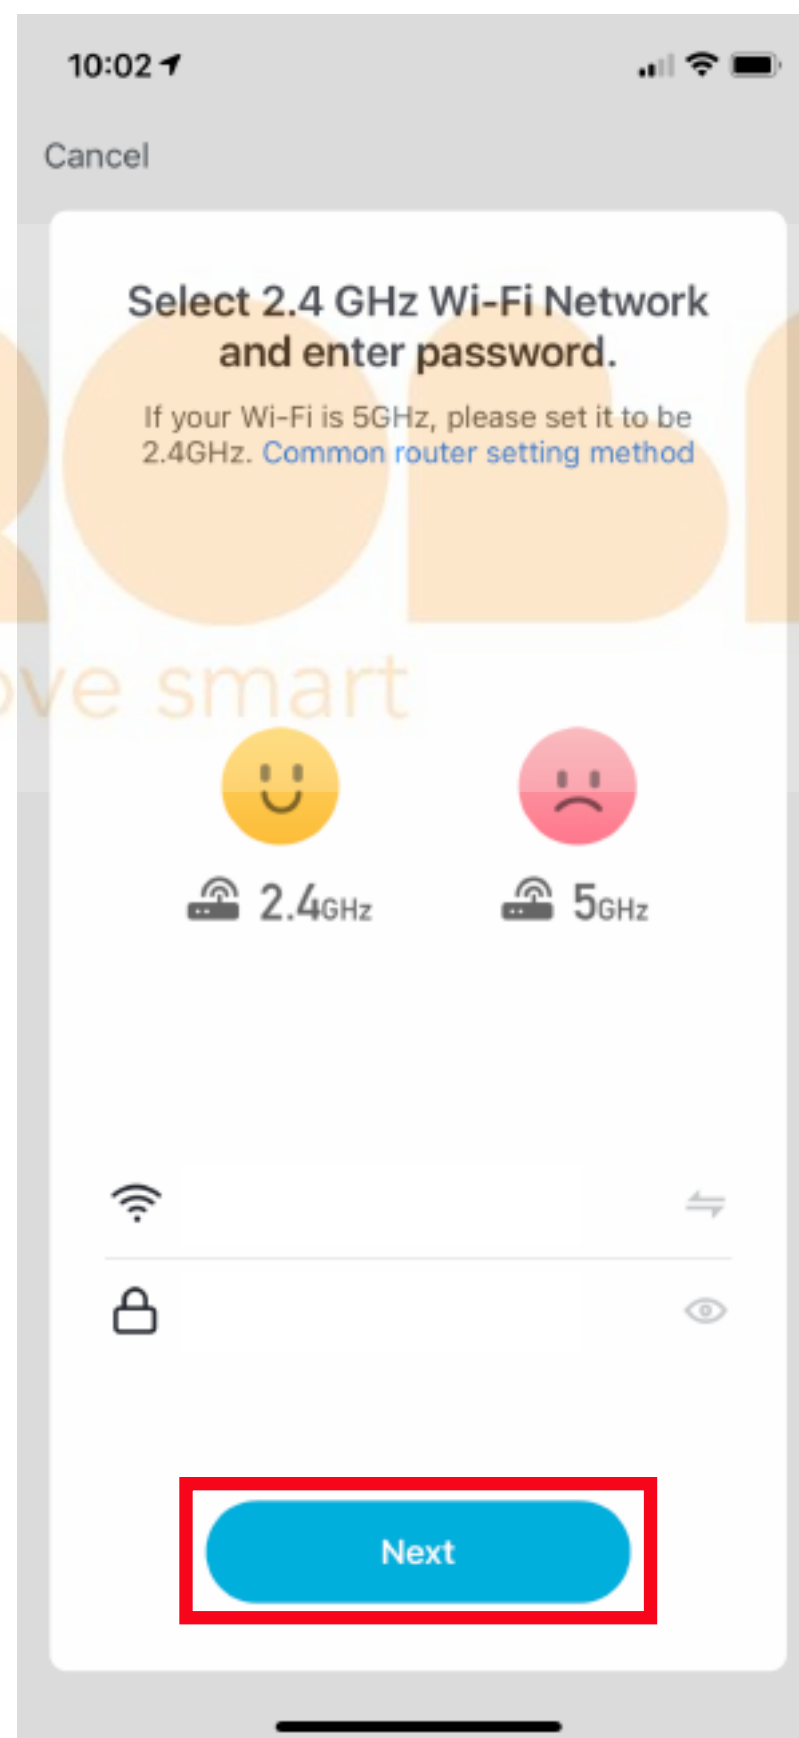 10:02
Cancel
Select 2.4 GHz Wi-Fi Network
and enter password.
If your Wi-Fi is 5GHz, please set it to be
2.4GHz. Common router setting method
smart
2.4GHz
5GHz
Next